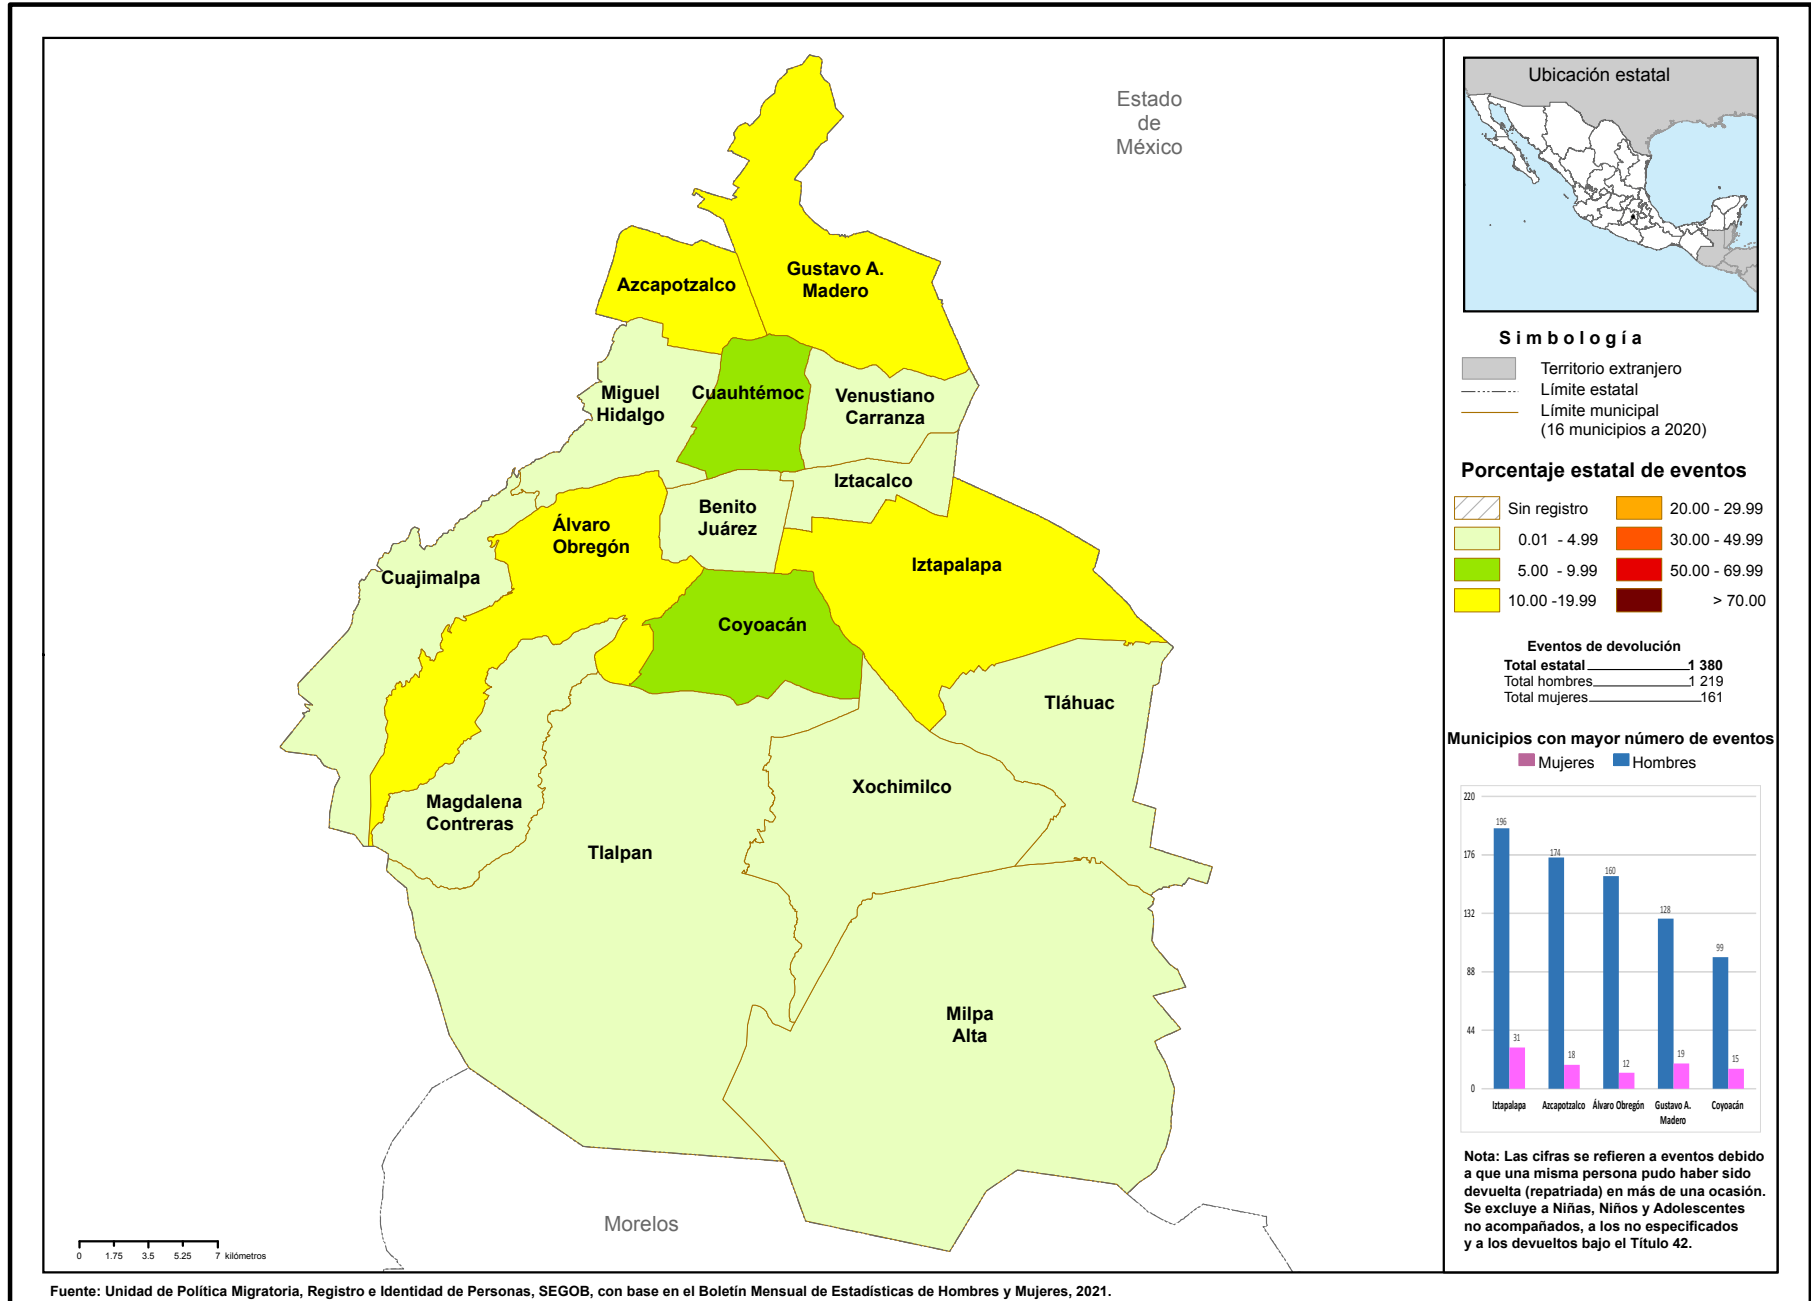 Estado
de
México
Gustavo A.
Madero
Azcapotzalco
Miguel
Hidalgo
Cuauhtémoc
Venustiano
Carranza
Iztacalco
Benito
Juárez
Álvaro
Obregón
Iztapalapa
Cuajimalpa
Coyoacán
Tláhuac
Xochimilco
Magdalena
Contreras
Tlalpan
Milpa
Alta
Morelos
0 1.75 3.5 5.25 7 kilómetros
Ubicación estatal
Simbología
Territorio extranjero
Límite estatal
Límite municipal
(16 municipios a 2020)
Porcentaje estatal de eventos
Sin registro 20.00 - 29.99
0.01 - 4.99 30.00 - 49.99
5.00 - 9.99 50.00 - 69.99
10.00 -19.99 > 70.00
Eventos de devolución
Total estatal 1 380
Total hombres 1 219
Total mujeres 161
Municipios con mayor número de eventos
Mujeres Hombres
220
176
132
88
44
0
196
31
174
18
160
12
128
19
99
15
Iztapalapa
Azcapotzalco
Álvaro Obregón
Gustavo A.
Madero
Coyoacán
Nota: Las cifras se refieren a eventos debido
a que una misma persona pudo haber sido
devuelta (repatriada) en más de una ocasión.
Se excluye a Niñas, Niños y Adolescentes
no acompañados, a los no especificados
y a los devueltos bajo el Título 42.
Fuente: Unidad de Política Migratoria, Registro e Identidad de Personas, SEGOB, con base en el Boletín Mensual de Estadísticas de Hombres y Mujeres, 2021.